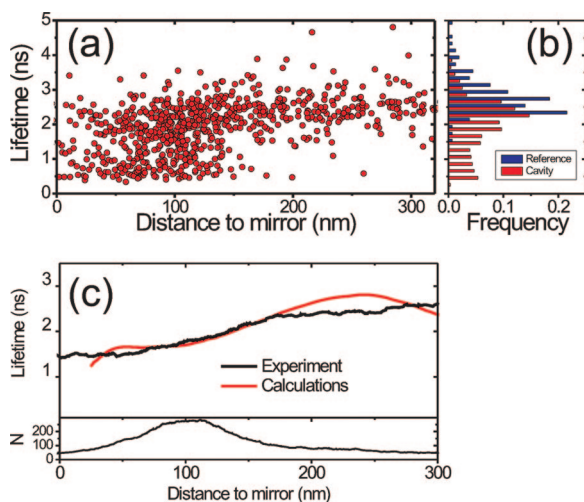 (a)
(b)
Lifetime (ns)
5
4
3
2
1
0
0
100
200
300
Distance to mirror (nm)
Reference
Cavity
0.0
0.1
0.2
Frequency
(c)
Lifetime (ns)
3
2
1
Experiment
Calculations
N
200
100
0
0
100
200
300
Distance to mirror (nm)